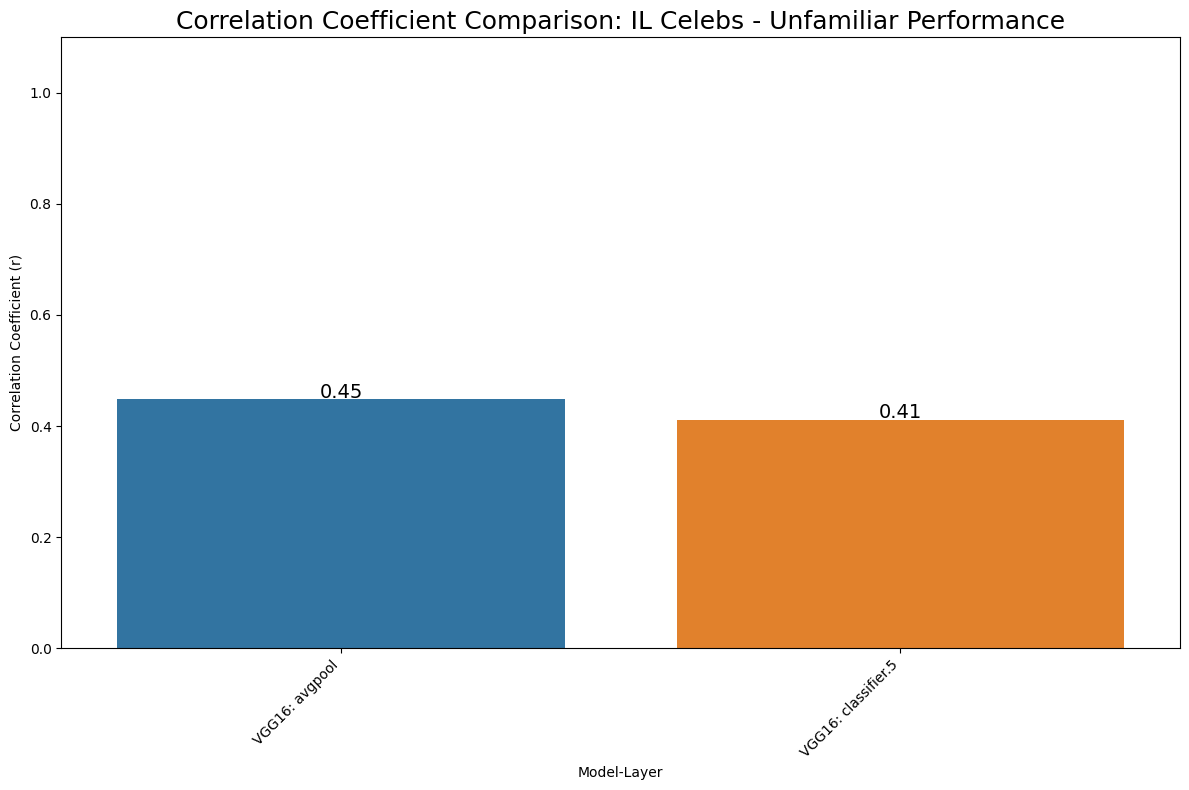 Correlation Coefficient Comparison: IL Celebs - Unfamiliar Performance
Correlation Coefficient (r)
1.0
0.8
0.6
0.4
0.2
0.0
0.45
0.41
VGG16: avgpool
VGG16: classifier.5
Model-Layer